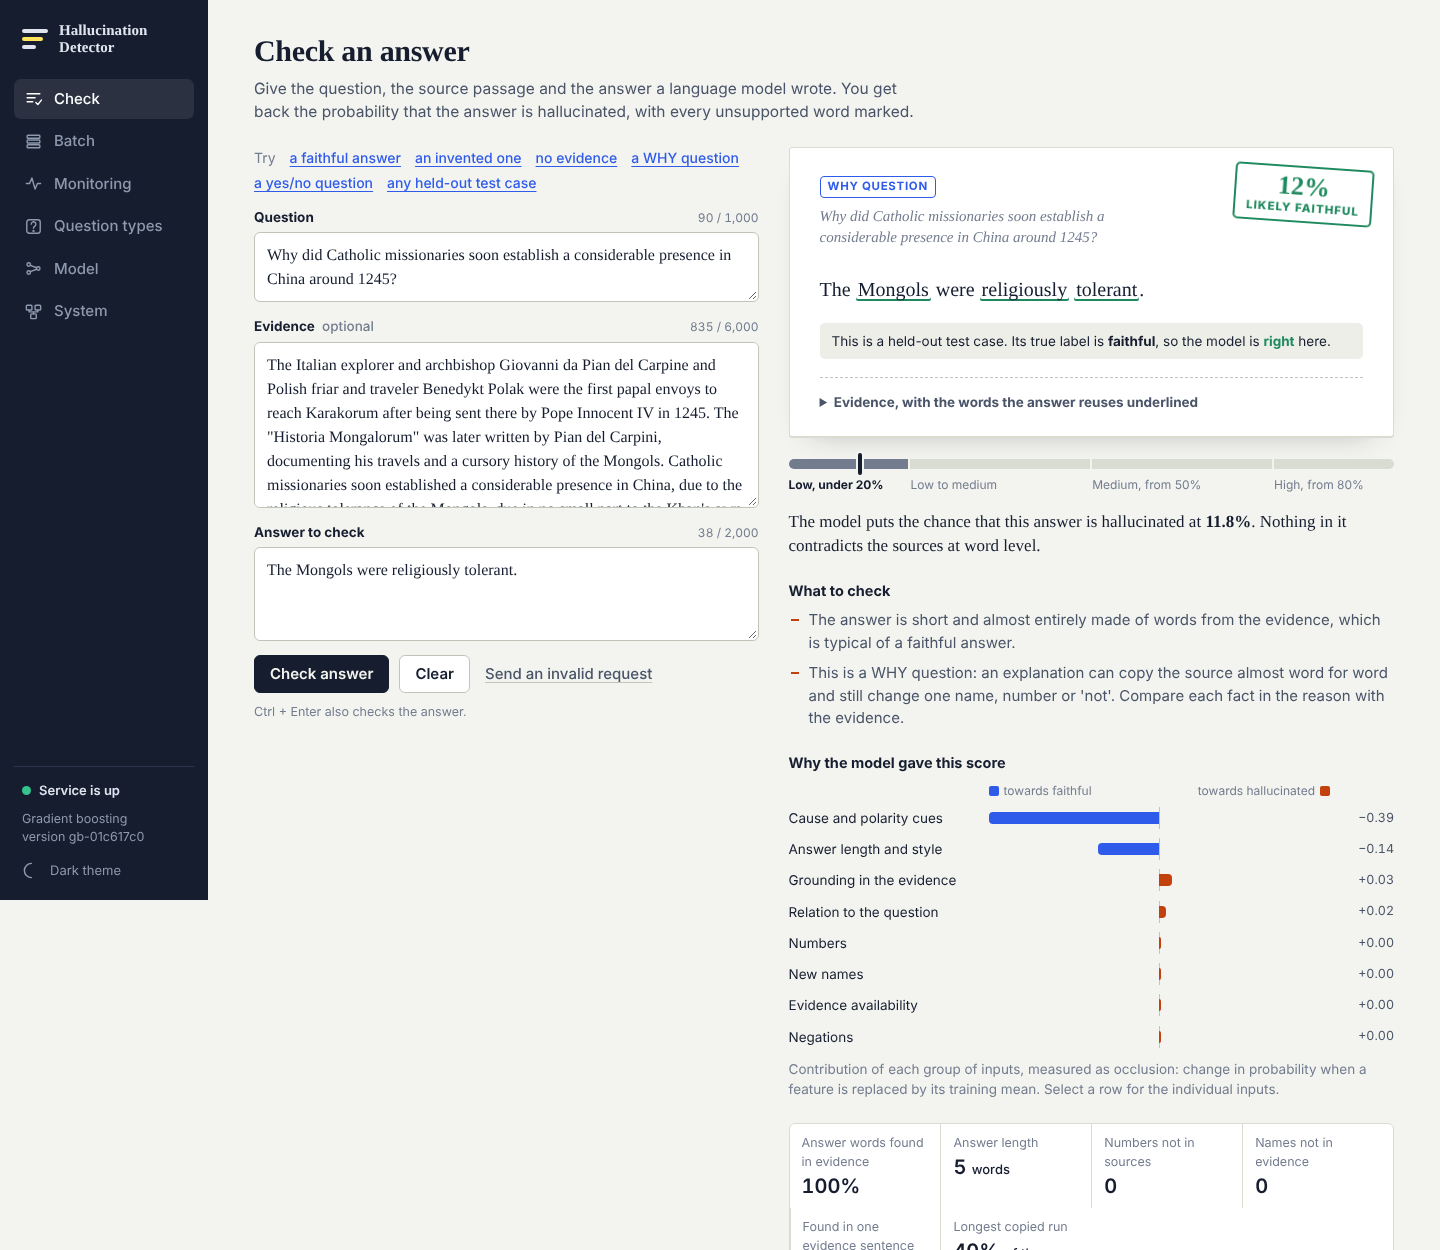 Hallucination
Detector
Check
Batch
Monitoring
Question types
Model
System
Service is up
Gradient boosting
version gb-01c617c0
Dark theme
Check an answer
Give the question, the source passage and the answer a language model wrote. You get
back the probability that the answer is hallucinated, with every unsupported word marked.
Try a faithful answer an invented one no evidence a WHY question
a yes/no question any held-out test case
Question 90 / 1,000
Why did Catholic missionaries soon establish a considerable presence in
China around 1245?
Evidence optional 835 / 6,000
The Italian explorer and archbishop Giovanni da Pian del Carpine and
Polish friar and traveler Benedykt Polak were the first papal envoys to
reach Karakorum after being sent there by Pope Innocent IV in 1245. The
"Historia Mongalorum" was later written by Pian del Carpini,
documenting his travels and a cursory history of the Mongols. Catholic
missionaries soon established a considerable presence in China, due to the
religious tolerance of the Mongols, due in no small part to the Khan's own
Answer to check 38 / 2,000
The Mongols were religiously tolerant.
Check answer Clear Send an invalid request
Ctrl + Enter also checks the answer.
WHY QUESTION
12%
LIKELY FAITHFUL
Why did Catholic missionaries soon establish a
considerable presence in China around 1245?
The Mongols were religiously tolerant.
This is a held-out test case. Its true label is faithful, so the model is right here.
Evidence, with the words the answer reuses underlined
Low, under 20% Low to medium Medium, from 50% High, from 80%
The model puts the chance that this answer is hallucinated at 11.8%. Nothing in it
contradicts the sources at word level.
What to check
The answer is short and almost entirely made of words from the evidence, which
is typical of a faithful answer.
This is a WHY question: an explanation can copy the source almost word for word
and still change one name, number or 'not'. Compare each fact in the reason with
the evidence.
Why the model gave this score
towards faithful towards hallucinated
Cause and polarity cues −0.39
Answer length and style −0.14
Grounding in the evidence +0.03
Relation to the question +0.02
Numbers +0.00
New names +0.00
Evidence availability +0.00
Negations +0.00
Contribution of each group of inputs, measured as occlusion: change in probability when a
feature is replaced by its training mean. Select a row for the individual inputs.
Answer words found
in evidence
100%
Answer length
5 words
Numbers not in
sources
0
Names not in
evidence
0
Found in one
evidence sentence
Longest copied run
40% of the